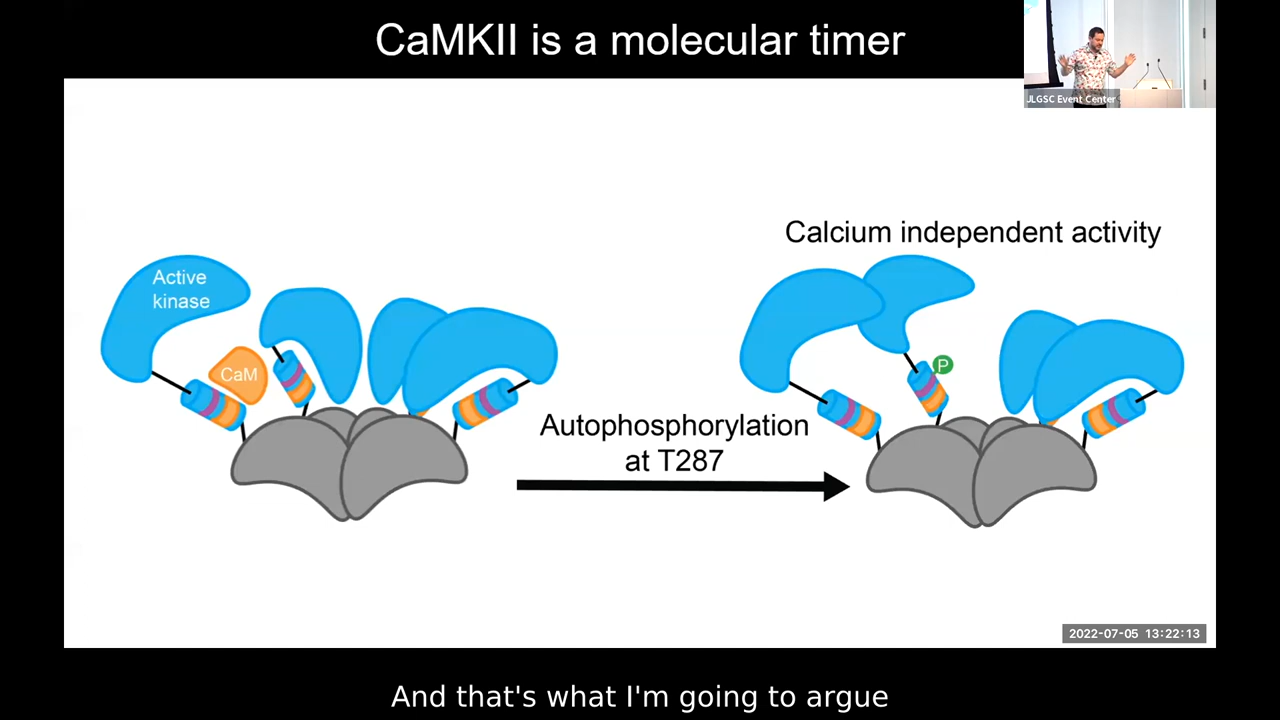 CaMKII is a molecular timer
JLGSC Event Center
Calcium independent activity
Active
kinase
CaM
P
Autophosphorylation
at T287
2022-07-05 13:22:13
And that's what I'm going to argue